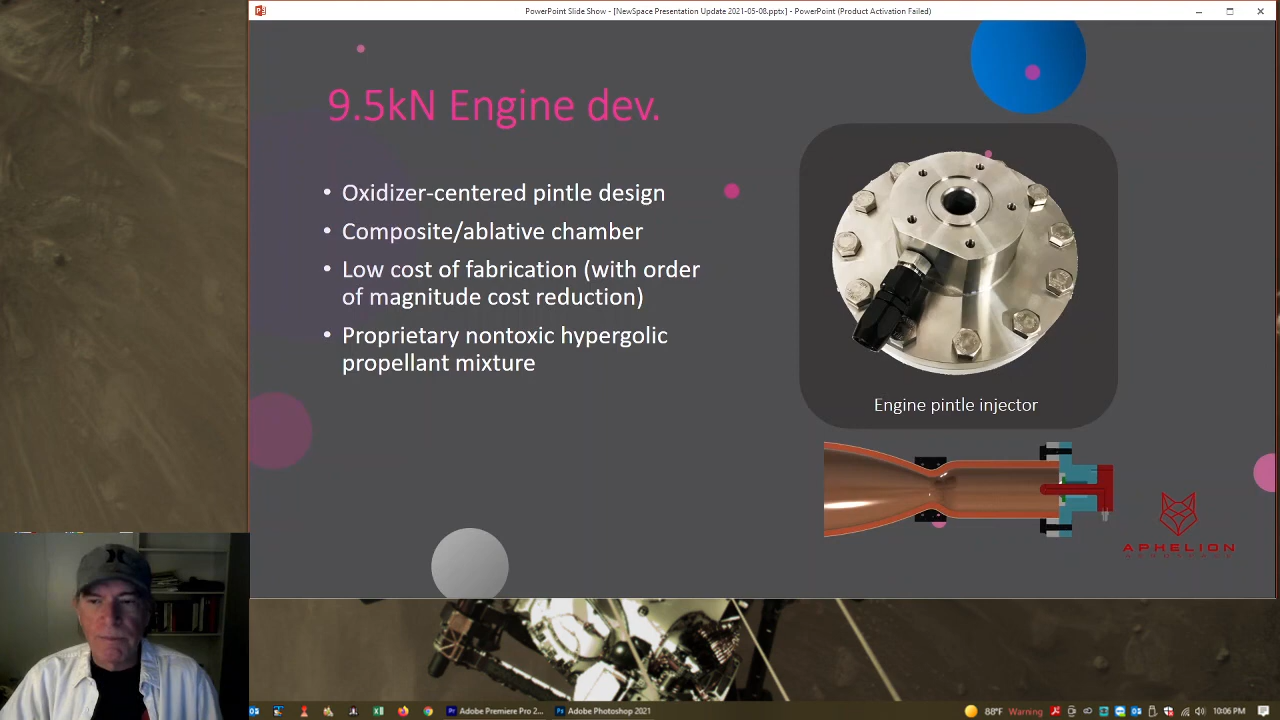 PowerPoint Slide Show - [NewSpace Presentation Update 2021-05-08.pptx] - PowerPoint (Product Activation Failed)
9.5kN Engine dev.
• Oxidizer-centered pintle design
• Composite/ablative chamber
• Low cost of fabrication (with order
of magnitude cost reduction)
• Proprietary nontoxic hypergolic
propellant mixture
Engine pintle injector
APHELION
Adobe Premiere Pro 2...
Adobe Photoshop 2021
88°F Warning
10:06 PM